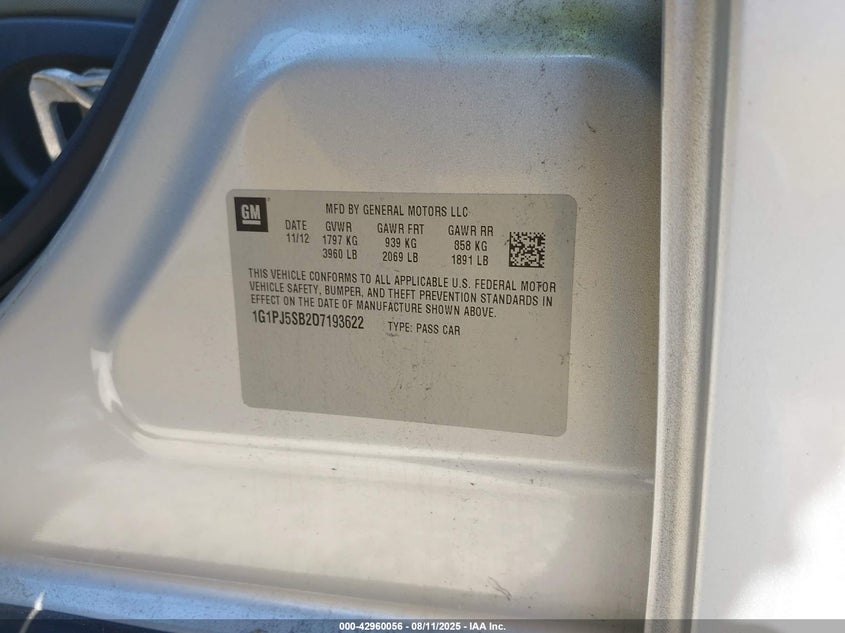 GM
MFD BY GENERAL MOTORS LLC
DATE GVWR GAWR FRT GAWR RR
11/12 1797 KG 939 KG 858 KG
3960 LB 2069 LB 1891 LB
THIS VEHICLE CONFORMS TO ALL APPLICABLE U.S. FEDERAL MOTOR
VEHICLE SAFETY, BUMPER, AND THEFT PREVENTION STANDARDS IN
EFFECT ON THE DATE OF MANUFACTURE SHOWN ABOVE.
1G1PJ5SB2D7193622 TYPE: PASS CAR
000-42960056 - 08/11/2025 - IAA Inc.